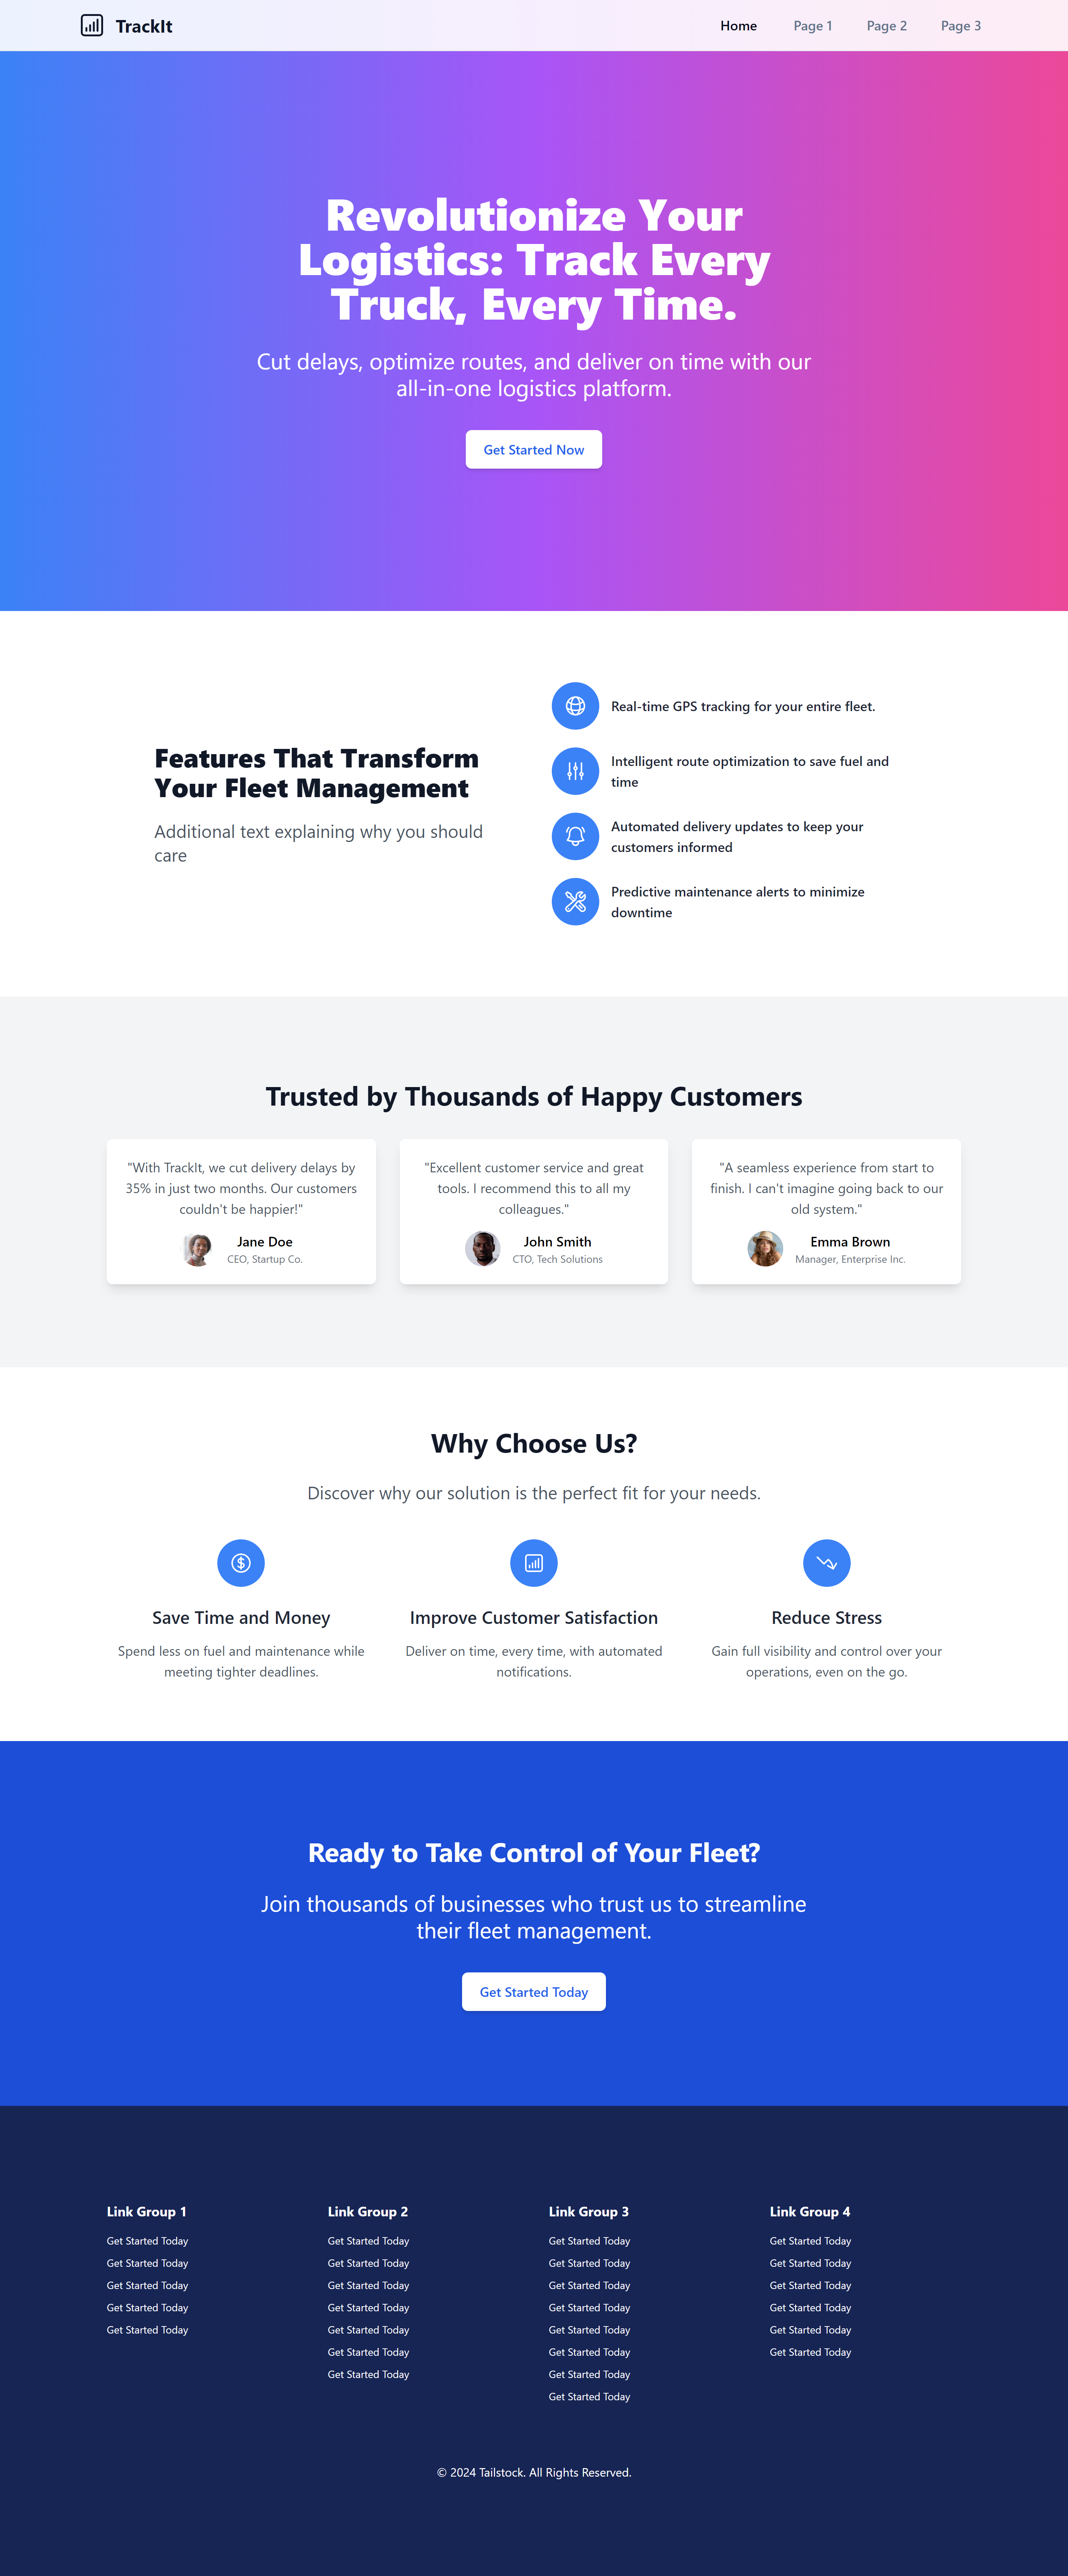 TrackIt
Home
Page 1
Page 2
Page 3
Revolutionize Your
Logistics: Track Every
Truck, Every Time.
Cut delays, optimize routes, and deliver on time with our
all-in-one logistics platform.
Get Started Now
Features That Transform
Your Fleet Management
Additional text explaining why you should
care
Real-time GPS tracking for your entire fleet.
Intelligent route optimization to save fuel and
time
Automated delivery updates to keep your
customers informed
Predictive maintenance alerts to minimize
downtime
Trusted by Thousands of Happy Customers
"With TrackIt, we cut delivery delays by
35% in just two months. Our customers
couldn't be happier!"
Jane Doe
CEO, Startup Co.
"Excellent customer service and great
tools. I recommend this to all my
colleagues."
John Smith
CTO, Tech Solutions
"A seamless experience from start to
finish. I can't imagine going back to our
old system."
Emma Brown
Manager, Enterprise Inc.
Why Choose Us?
Discover why our solution is the perfect fit for your needs.
Save Time and Money
Spend less on fuel and maintenance while
meeting tighter deadlines.
Improve Customer Satisfaction
Deliver on time, every time, with automated
notifications.
Reduce Stress
Gain full visibility and control over your
operations, even on the go.
Ready to Take Control of Your Fleet?
Join thousands of businesses who trust us to streamline
their fleet management.
Get Started Today
Link Group 1
Get Started Today
Get Started Today
Get Started Today
Get Started Today
Get Started Today
Link Group 2
Get Started Today
Get Started Today
Get Started Today
Get Started Today
Get Started Today
Get Started Today
Get Started Today
Link Group 3
Get Started Today
Get Started Today
Get Started Today
Get Started Today
Get Started Today
Get Started Today
Get Started Today
Get Started Today
Link Group 4
Get Started Today
Get Started Today
Get Started Today
Get Started Today
Get Started Today
Get Started Today
© 2024 Tailstock. All Rights Reserved.